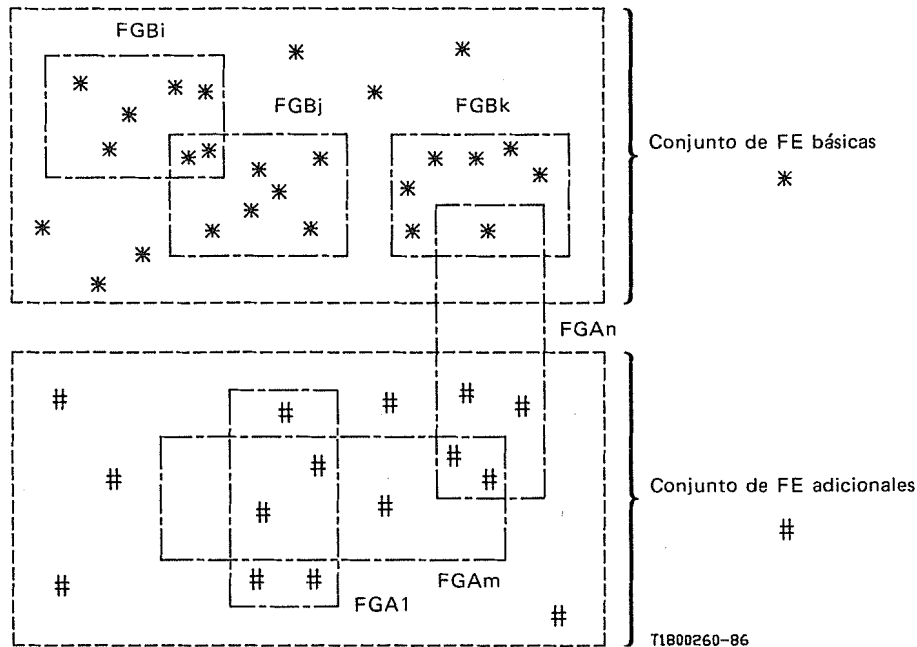 FGBi
FGBj
FGBk
Conjunto de FE básicas
*
FGAn
Conjunto de FE adicionales
#
FGAm
FGA1
T1800260-86